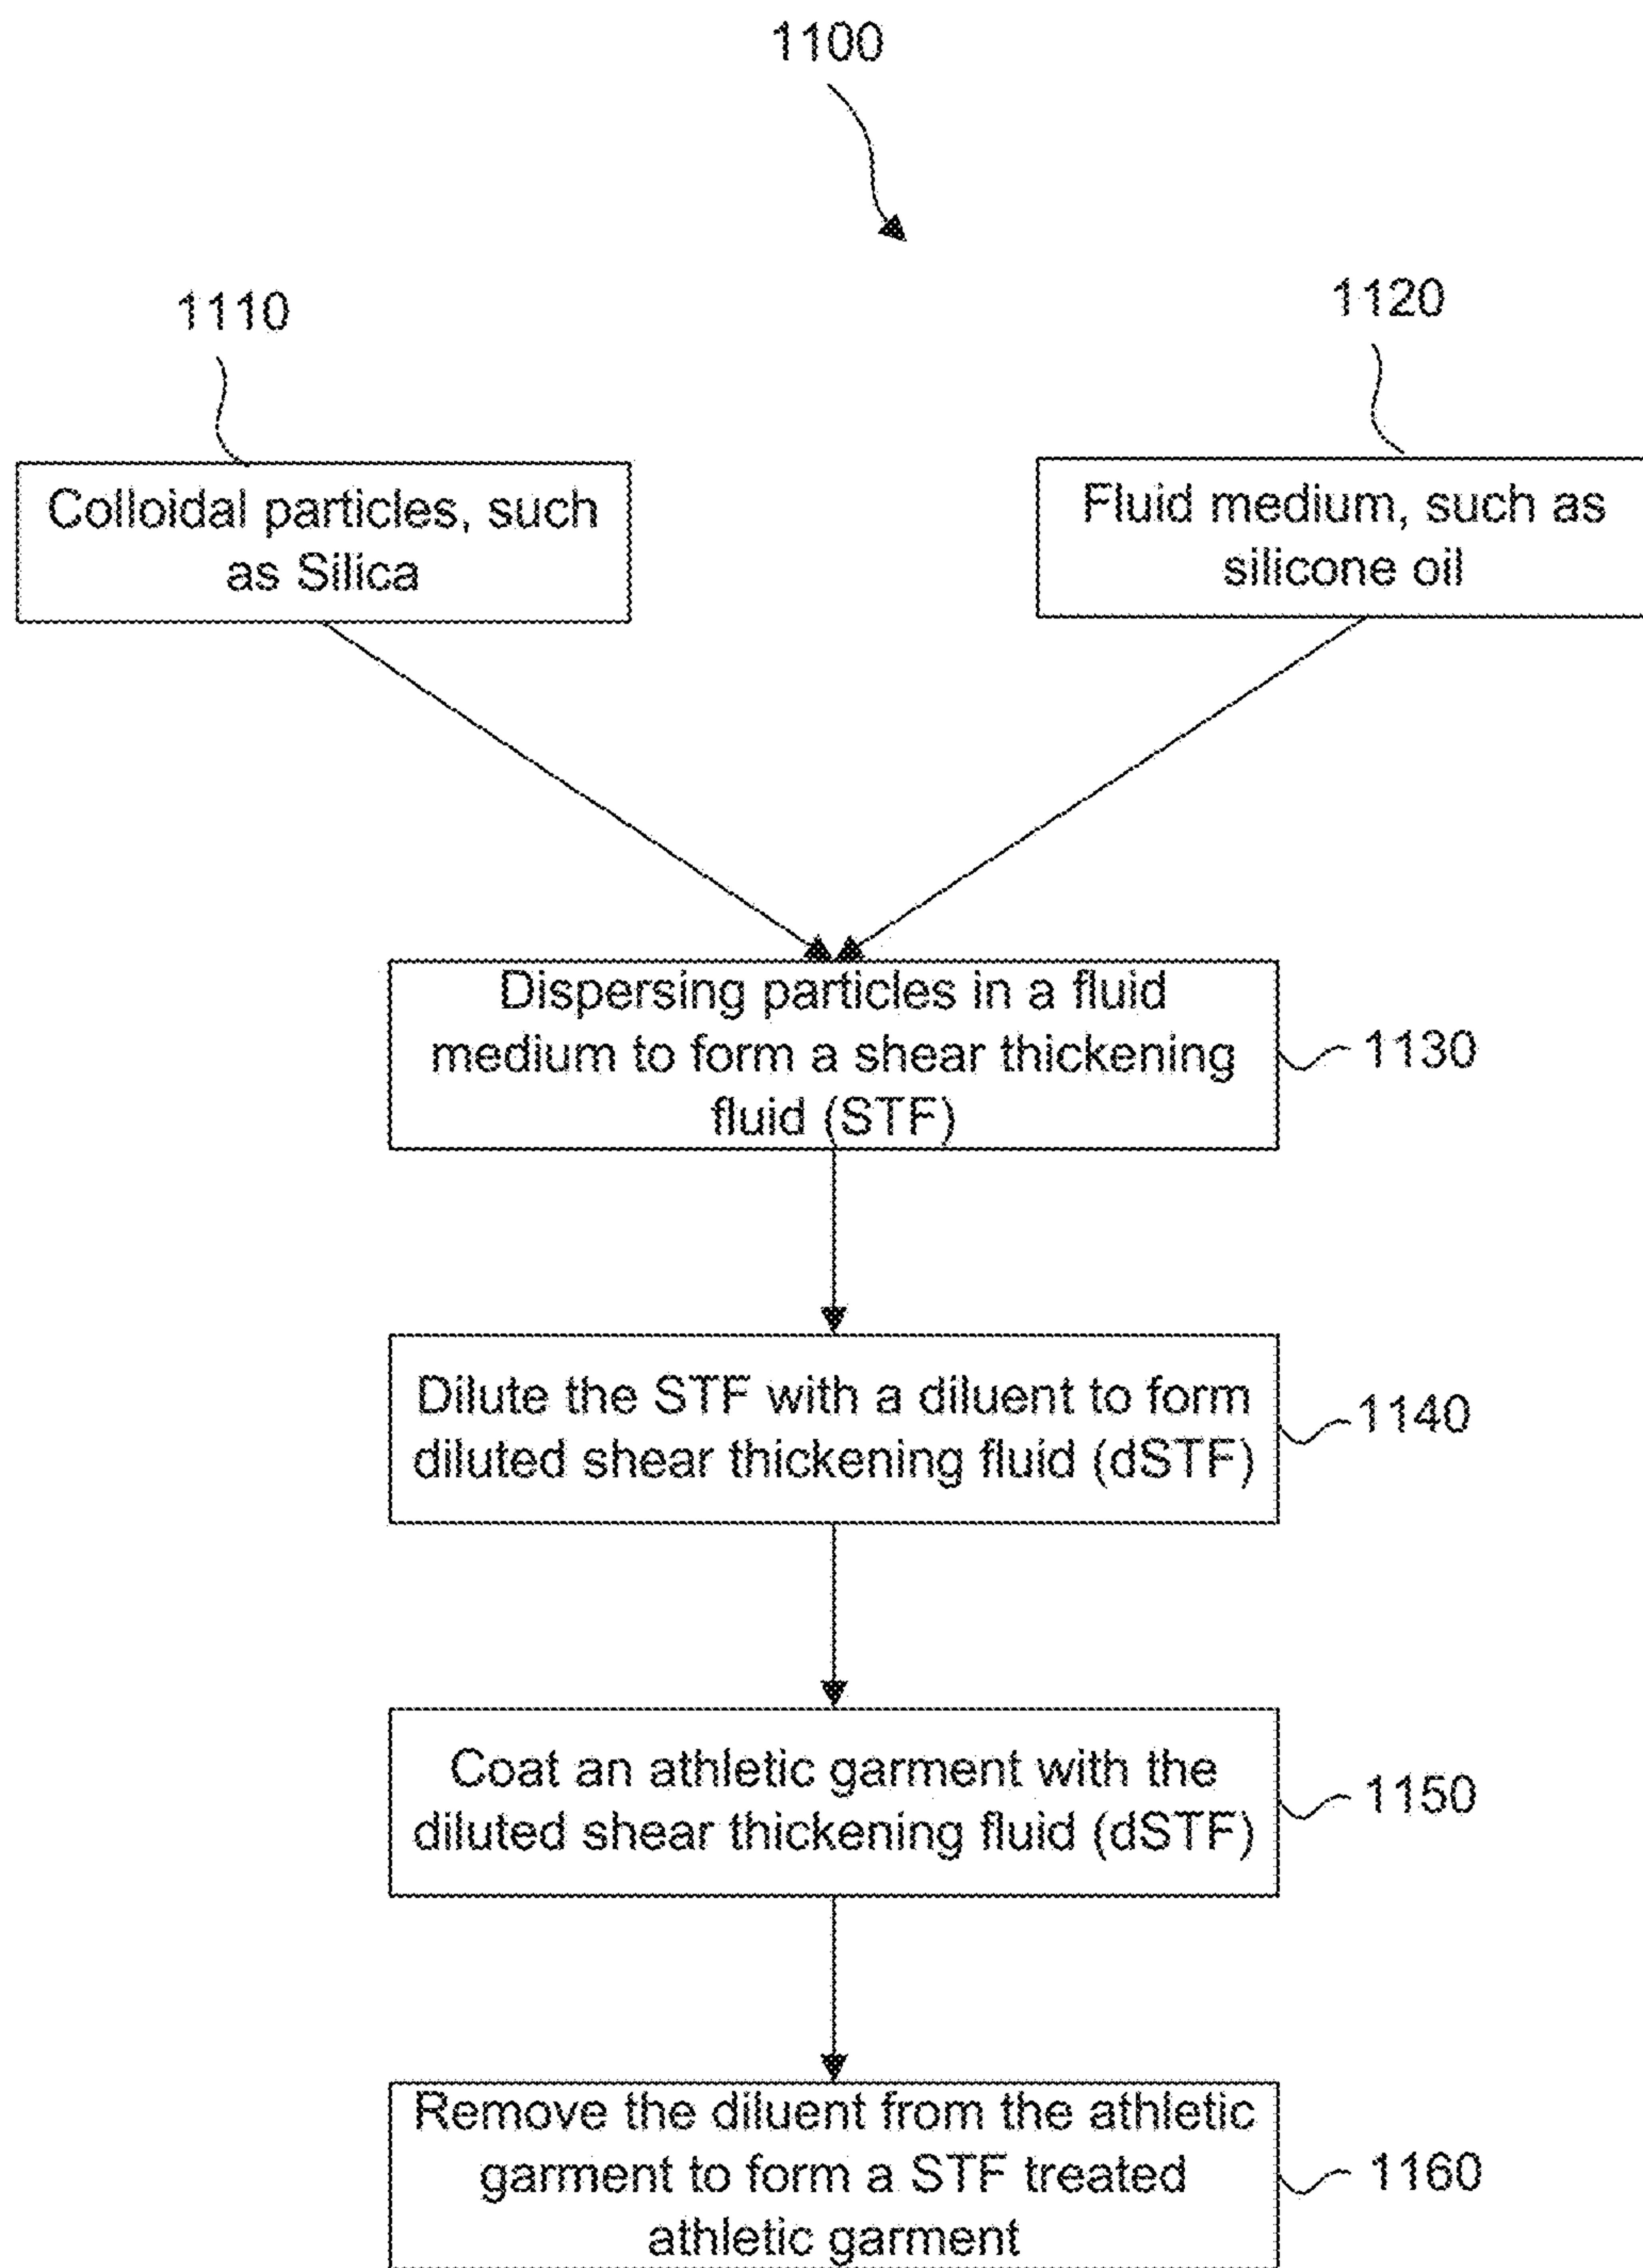 1100
1110
1120
Colloidal particles, such
as Silica
Fluid medium, such as
silicone oil
Dispersing particles in a fluid
medium to form a shear thickening
fluid (STF)
1130
Dilute the STF with a diluent to form
diluted shear thickening fluid (dSTF)
1140
Coat an athletic garment with the
diluted shear thickening fluid (dSTF)
1150
Remove the diluent from the athletic
garment to form a STF treated
athletic garment
1160